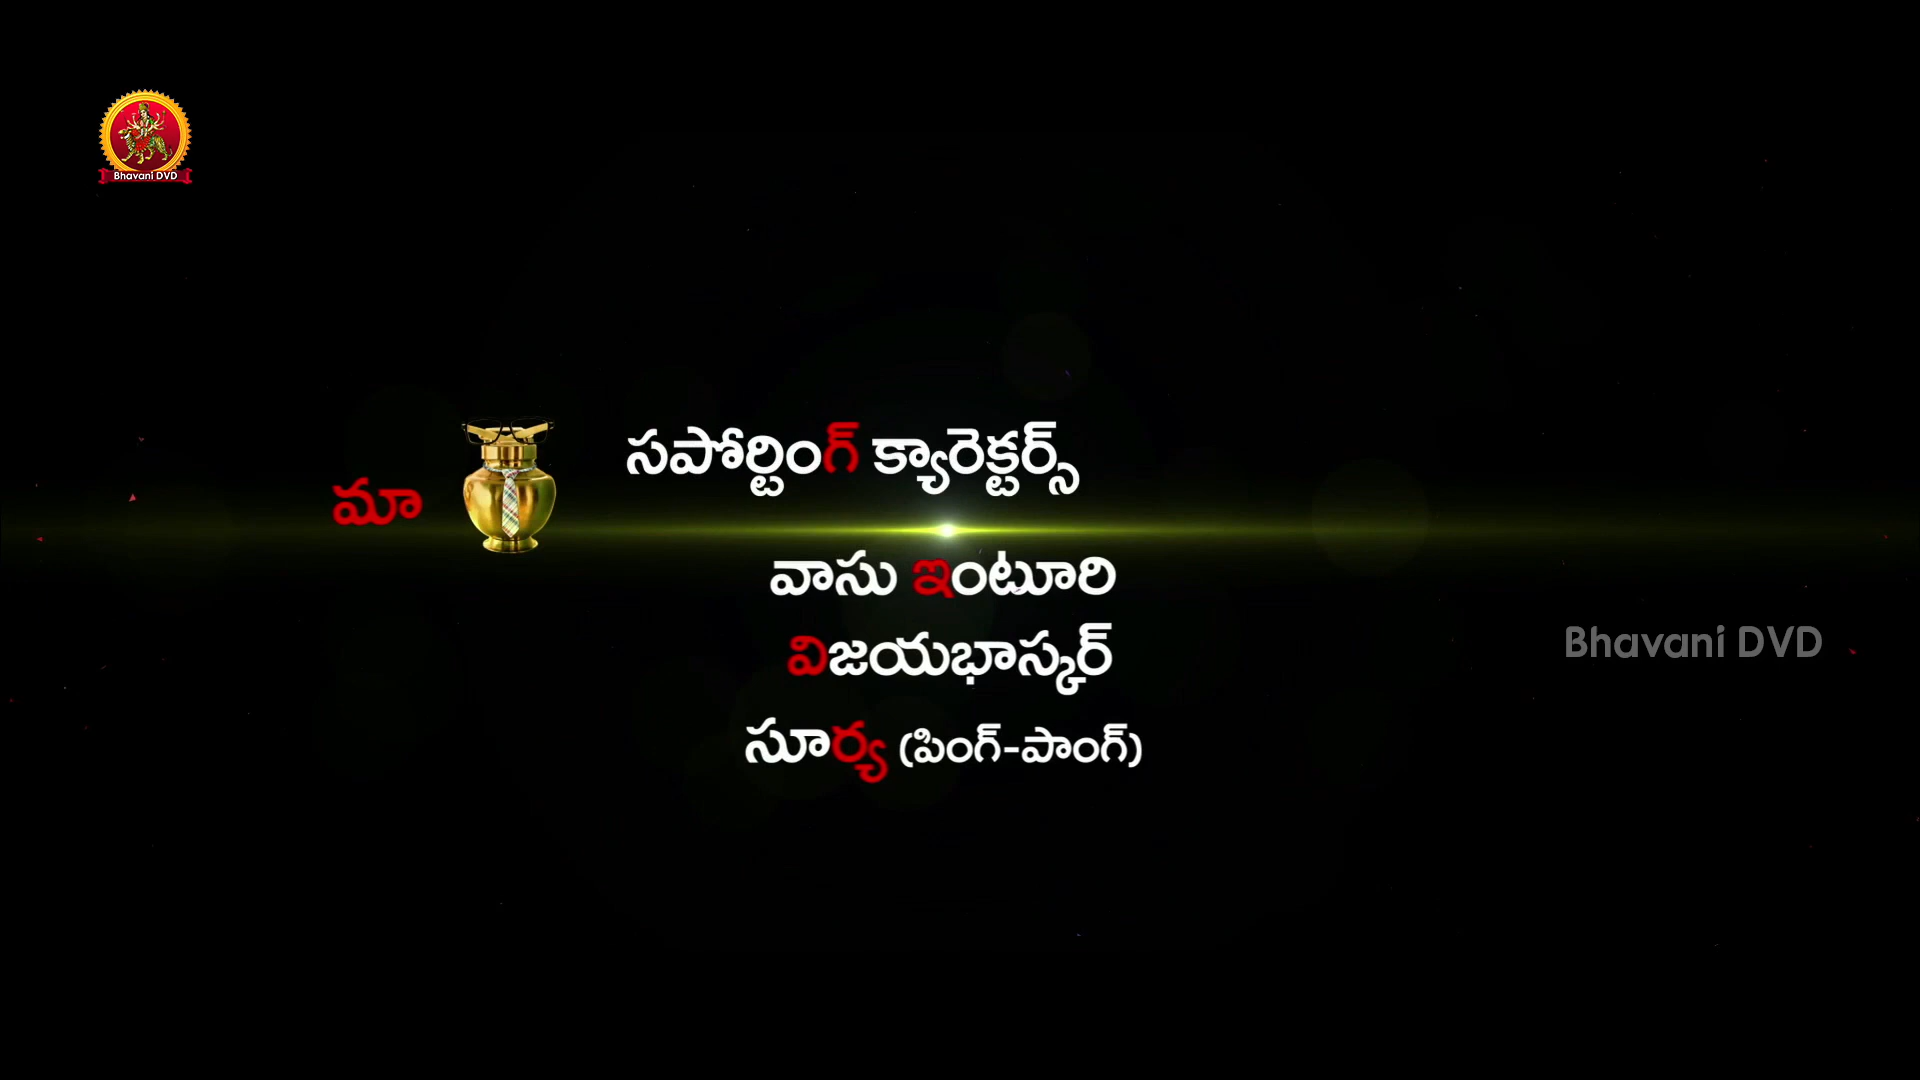 Bhavani DVD
సపోర్టింగ్ క్యారెక్టర్స్
మా
వాసు ఇంటూరి
విజయభాస్కర్
సూర్య (పింగ్-పాంగ్)
Bhavani DVD